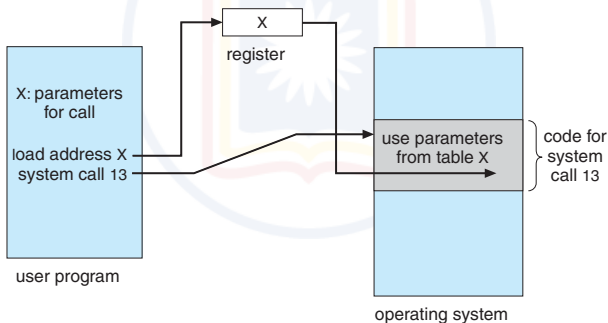 X
register
X: parameters
for call
load address X
system call 13
user program
use parameters
from table X
code for
system
call 13
operating system